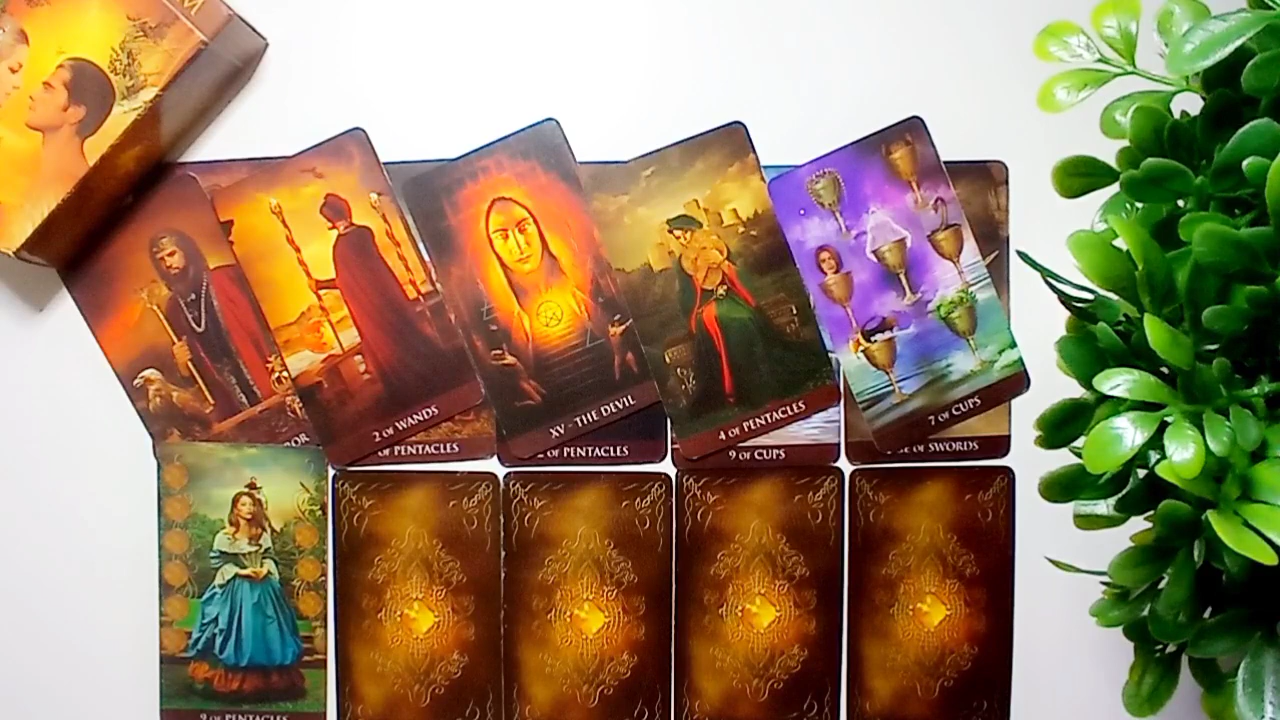 2 OF WANDS
XV - THE DEVIL
4 OF PENTACLES
7 OF CUPS
OF PENTACLES
OF PENTACLES
9 OF CUPS
OF SWORDS
9 OF PENTACLES